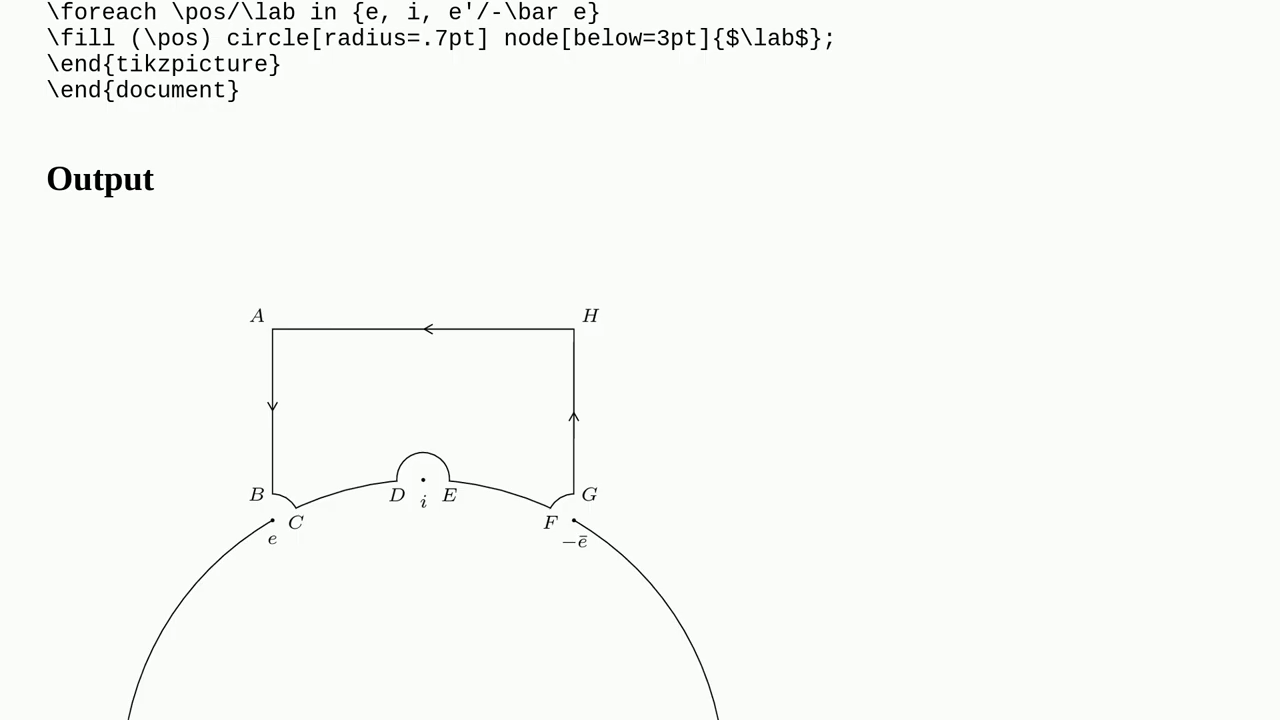 \foreach \pos/\lab in {e, i, e'/-\bar e}
\fill (\pos) circle[radius=.7pt] node[below=3pt]{$\lab$};
\end{tikzpicture}
\end{document}
Output
A H
B D E G
i
C F
e −ē